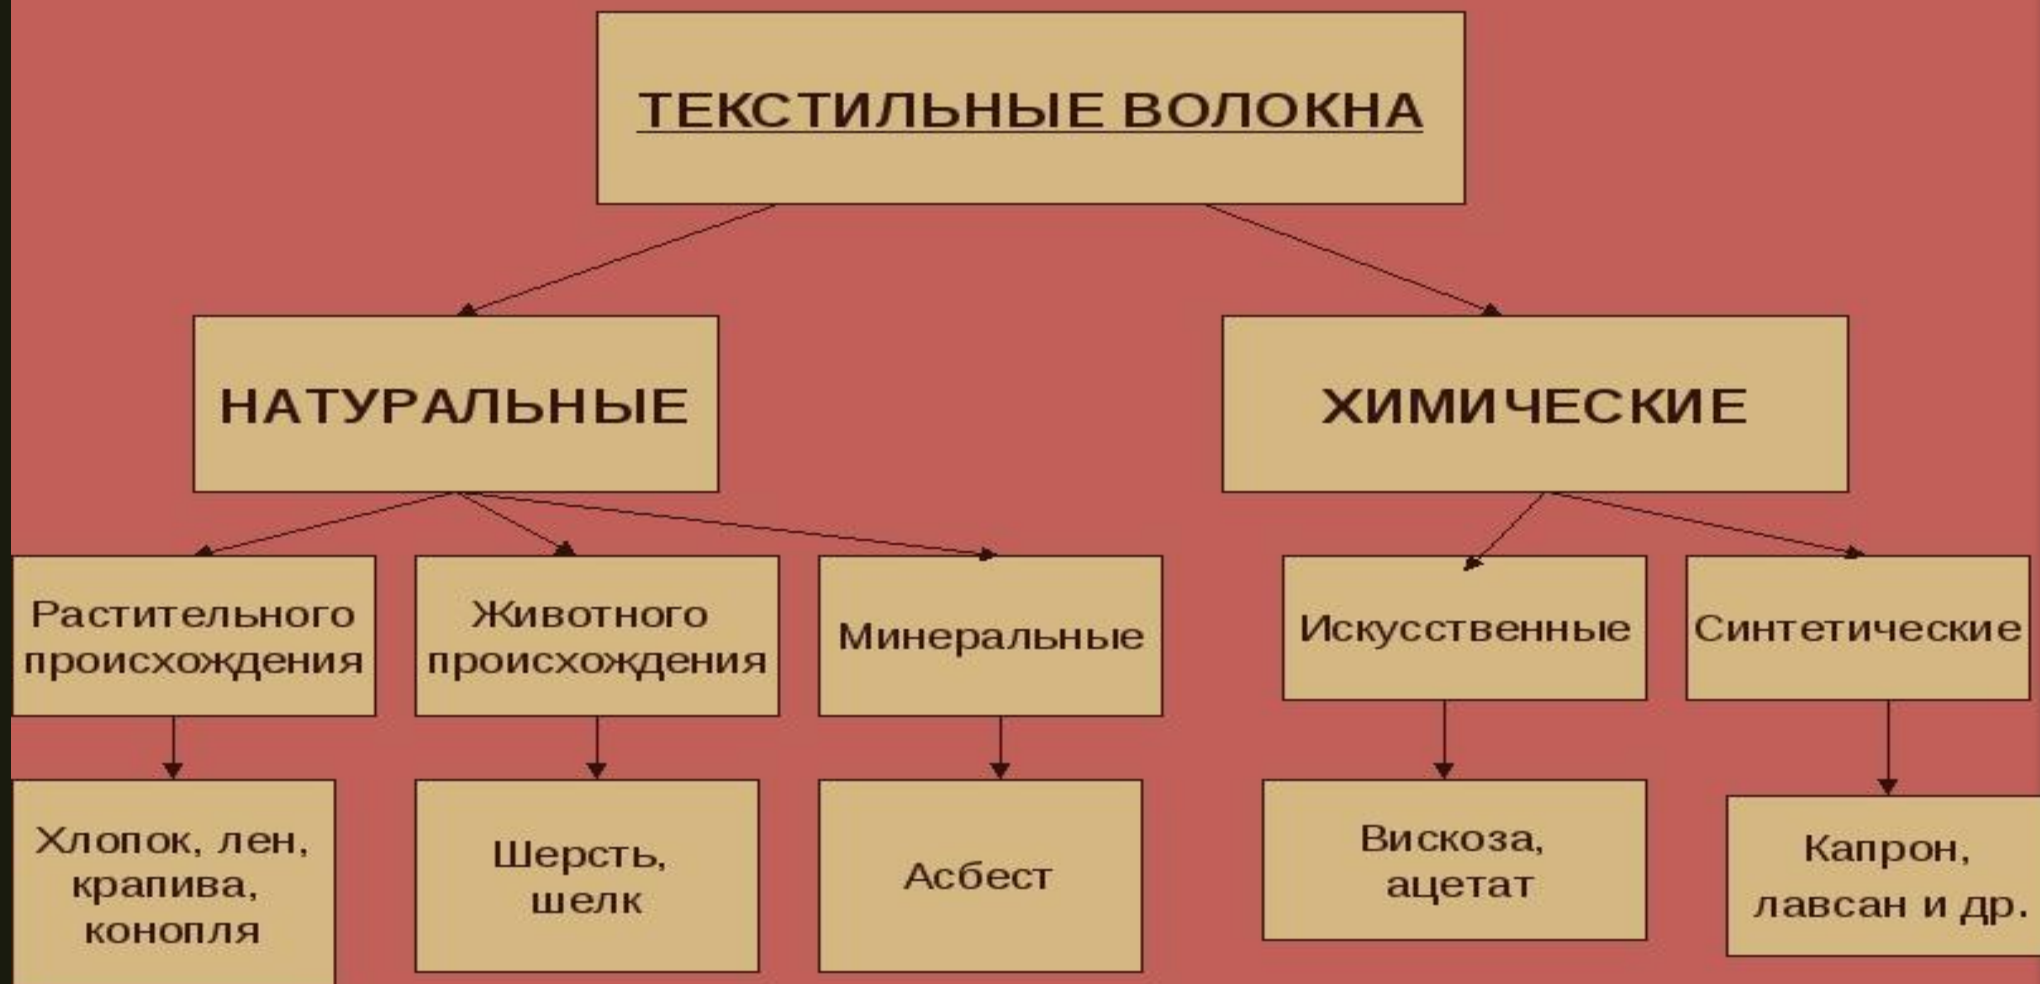 ТЕКСТИЛЬНЫЕ ВОЛОКНА
НАТУРАЛЬНЫЕ
ХИМИЧЕСКИЕ
Растительного
происхождения
Животного
происхождения
Минеральные
Искусственные
Синтетические
Хлопок, лен,
крапива,
конопля
Шерсть,
шелк
Асбест
Вискоза,
ацетат
Капрон,
лавсан и др.